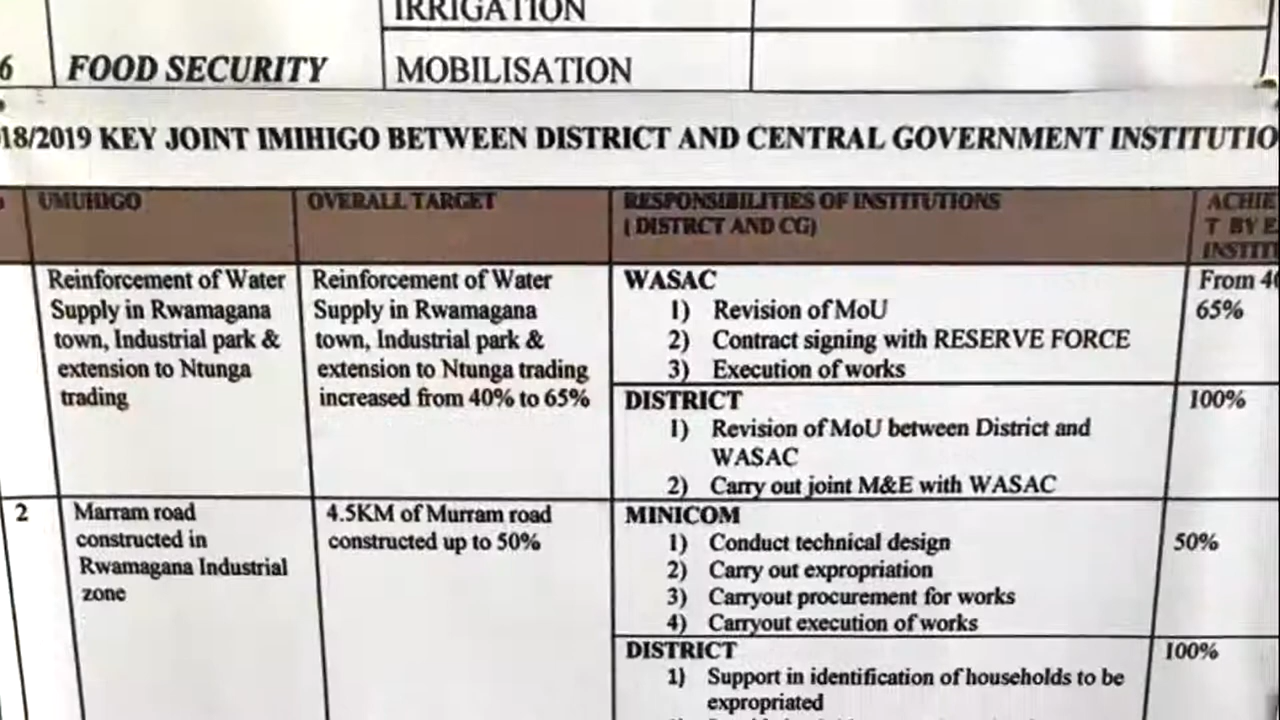 IRRIGATION
6 FOOD SECURITY MOBILISATION
18/2019 KEY JOINT IMIHIGO BETWEEN DISTRICT AND CENTRAL GOVERNMENT INSTITUTIO
UMUHIGO
OVERALL TARGET
RESPONSIBILITIES OF INSTITUTIONS
( DISTRCT AND CG)
ACHIE
T BY E
INSTIT
Reinforcement of Water
Supply in Rwamagana
town, Industrial park &
extension to Ntunga
trading
Reinforcement of Water
Supply in Rwamagana
town, Industrial park &
extension to Ntunga trading
increased from 40% to 65%
WASAC
1) Revision of MoU
2) Contract signing with RESERVE FORCE
3) Execution of works
From 40
65%
DISTRICT
1) Revision of MoU between District and
WASAC
2) Carry out joint M&E with WASAC
100%
2
Marram road
constructed in
Rwamagana Industrial
zone
4.5KM of Murram road
constructed up to 50%
MINICOM
1) Conduct technical design
2) Carry out expropriation
3) Carryout procurement for works
4) Carryout execution of works
50%
DISTRICT
1) Support in identification of households to be
expropriated
100%